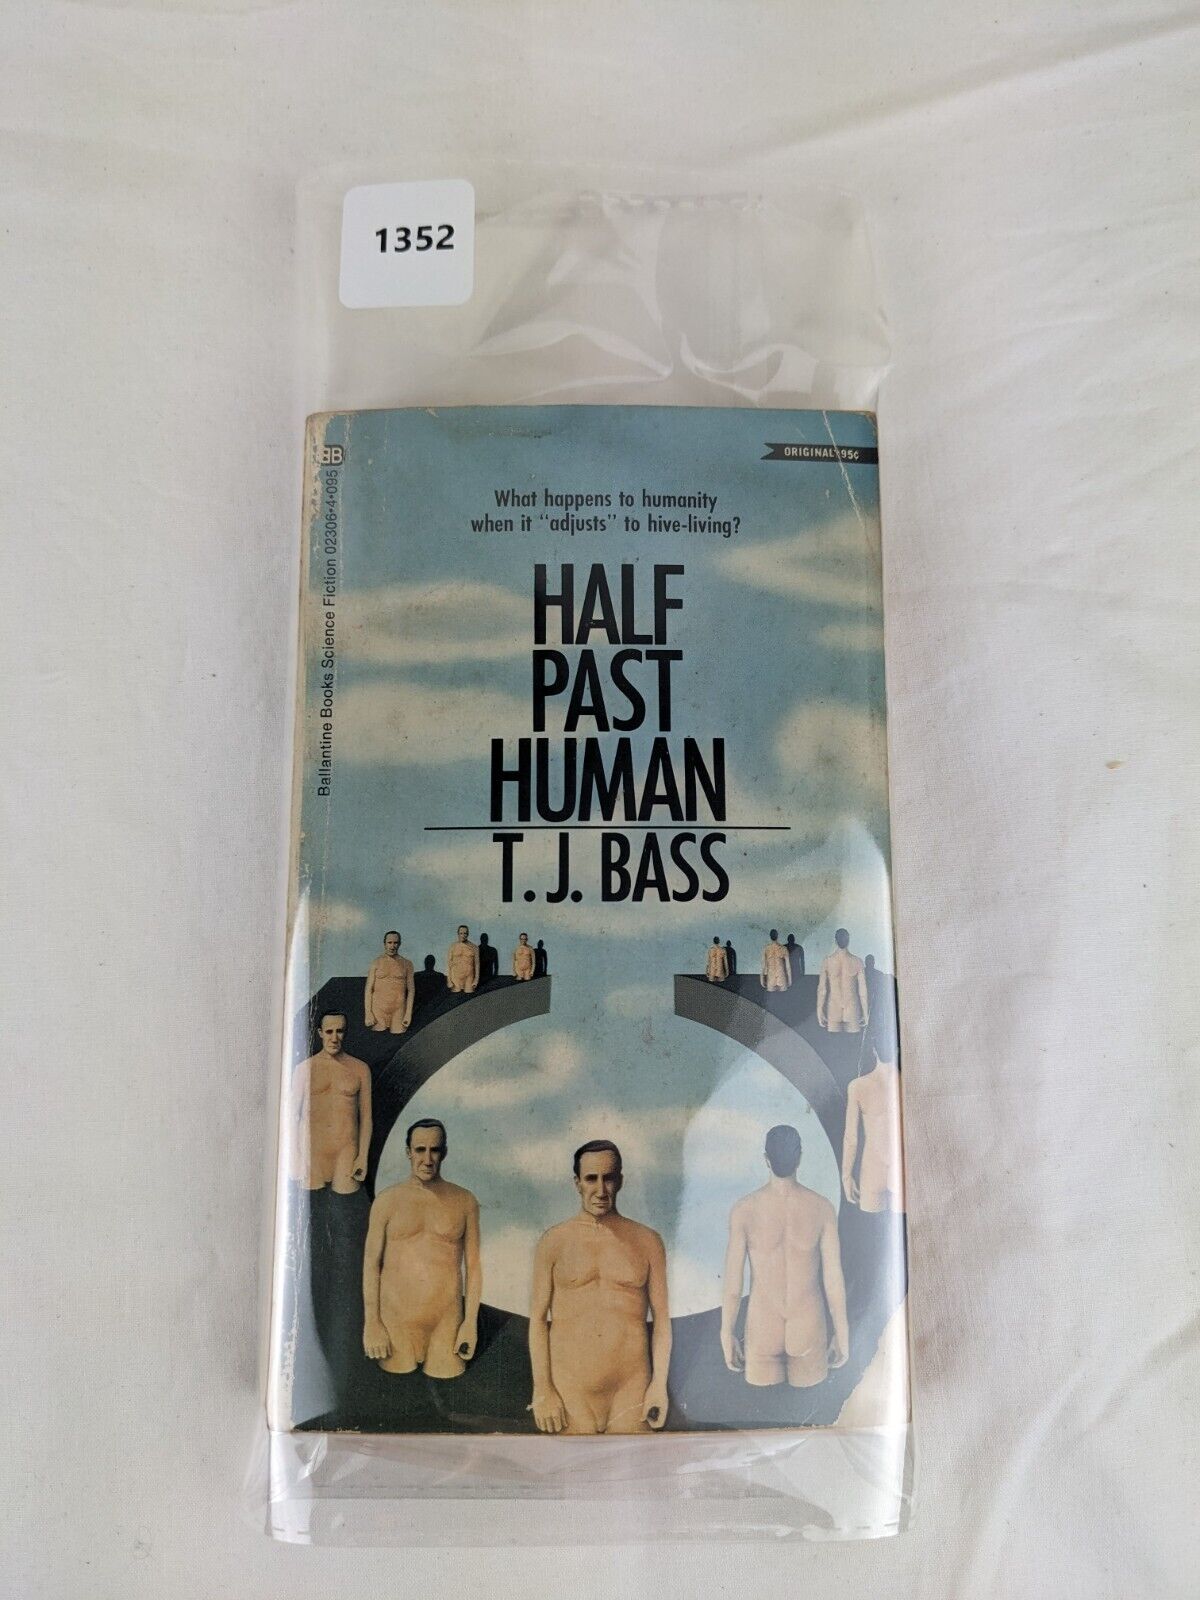 1352
BB
ORIGINAL•95¢
Ballantine Books Science Fiction 02306•4•095
What happens to humanity
when it "adjusts" to hive-living?
HALF
PAST
HUMAN
T. J. BASS